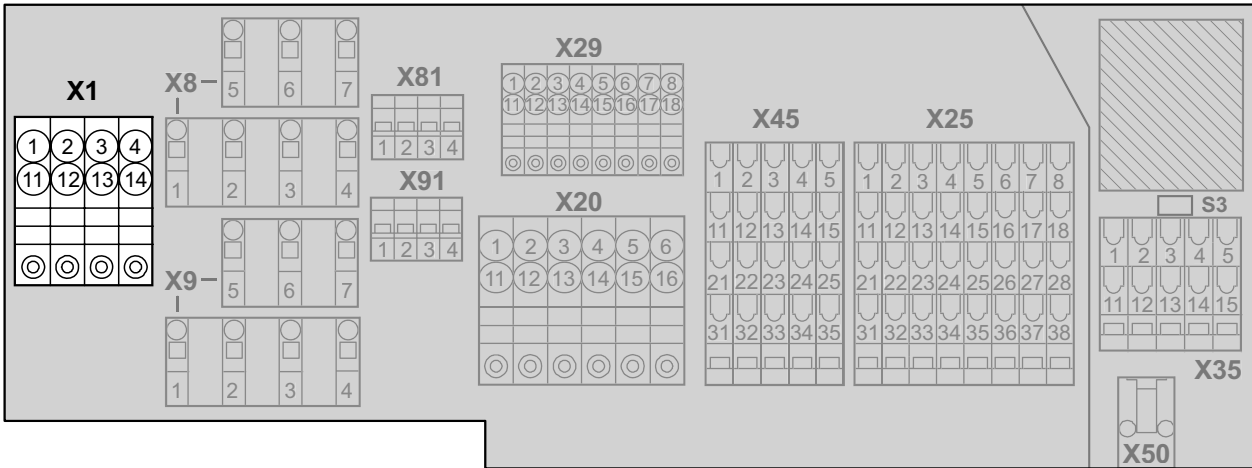 X1
1 2 3 4
11 12 13 14
X8
5 6 7
1 2 3 4
X9
5 6 7
1 2 3 4
X81
1 2 3 4
X91
1 2 3 4
X29
1 2 3 4 5 6 7 8
11 12 13 14 15 16 17 18
X20
1 2 3 4 5 6
11 12 13 14 15 16
X45
1 2 3 4 5
11 12 13 14 15
21 22 23 24 25
31 32 33 34 35
X25
1 2 3 4 5 6 7 8
11 12 13 14 15 16 17 18
21 22 23 24 25 26 27 28
31 32 33 34 35 36 37 38
S3
1 2 3 4 5
11 12 13 14 15
X35
X50